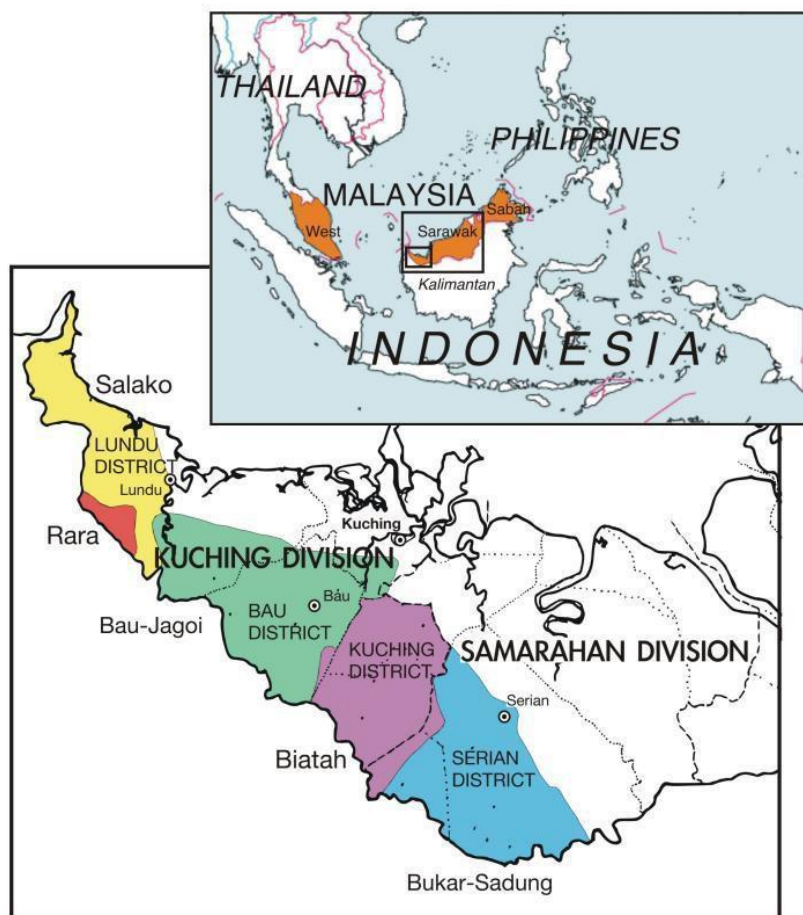 THAILAND
PHILIPPINES
MALAYSIA
Sabah
West
Sarawak
Kalimantan
INDONESIA
Salako
LUNDU
DISTRICT
Lundu
Kuching
Rara
KUCHING DIVISION
Bau
Bau-Jagoi
BAU
DISTRICT
KUCHING
DISTRICT
SAMARAHAN DIVISION
Serian
Biatah
SERIAN
DISTRICT
Bukar-Sadung